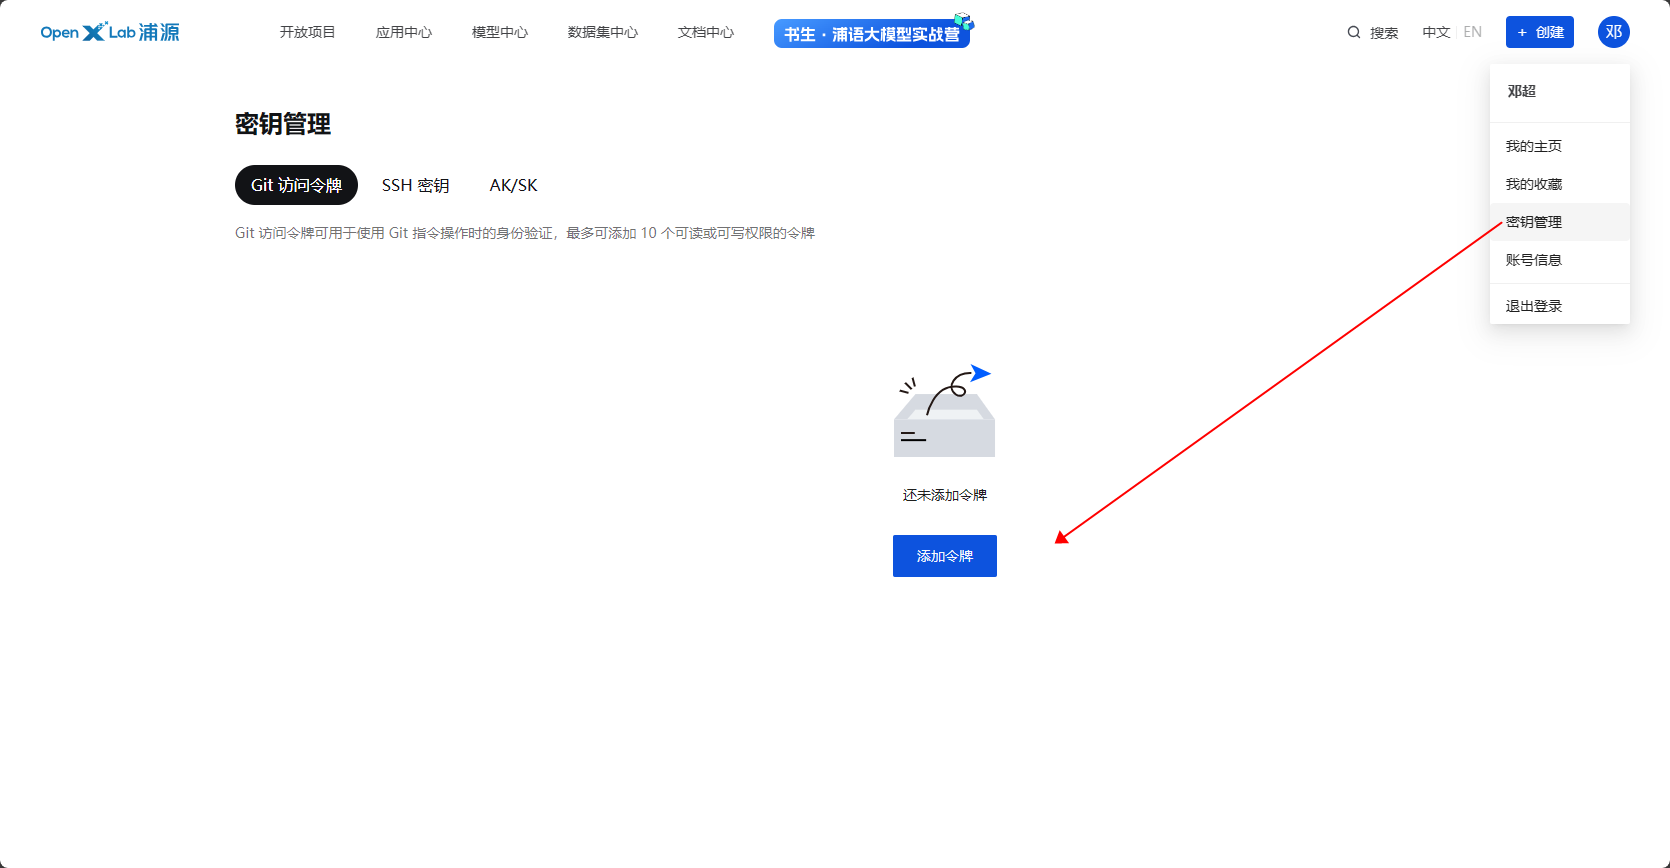 Open X Lab 浦源
开放项目
应用中心
模型中心
数据集中心
文档中心
书生·浦语大模型实战营
搜索
中文 | EN
+ 创建
邓
邓超
我的主页
我的收藏
密钥管理
账号信息
退出登录
密钥管理
Git 访问令牌
SSH 密钥
AK/SK
Git 访问令牌可用于使用 Git 指令操作时的身份验证，最多可添加 10 个可读或可写权限的令牌
还未添加令牌
添加令牌